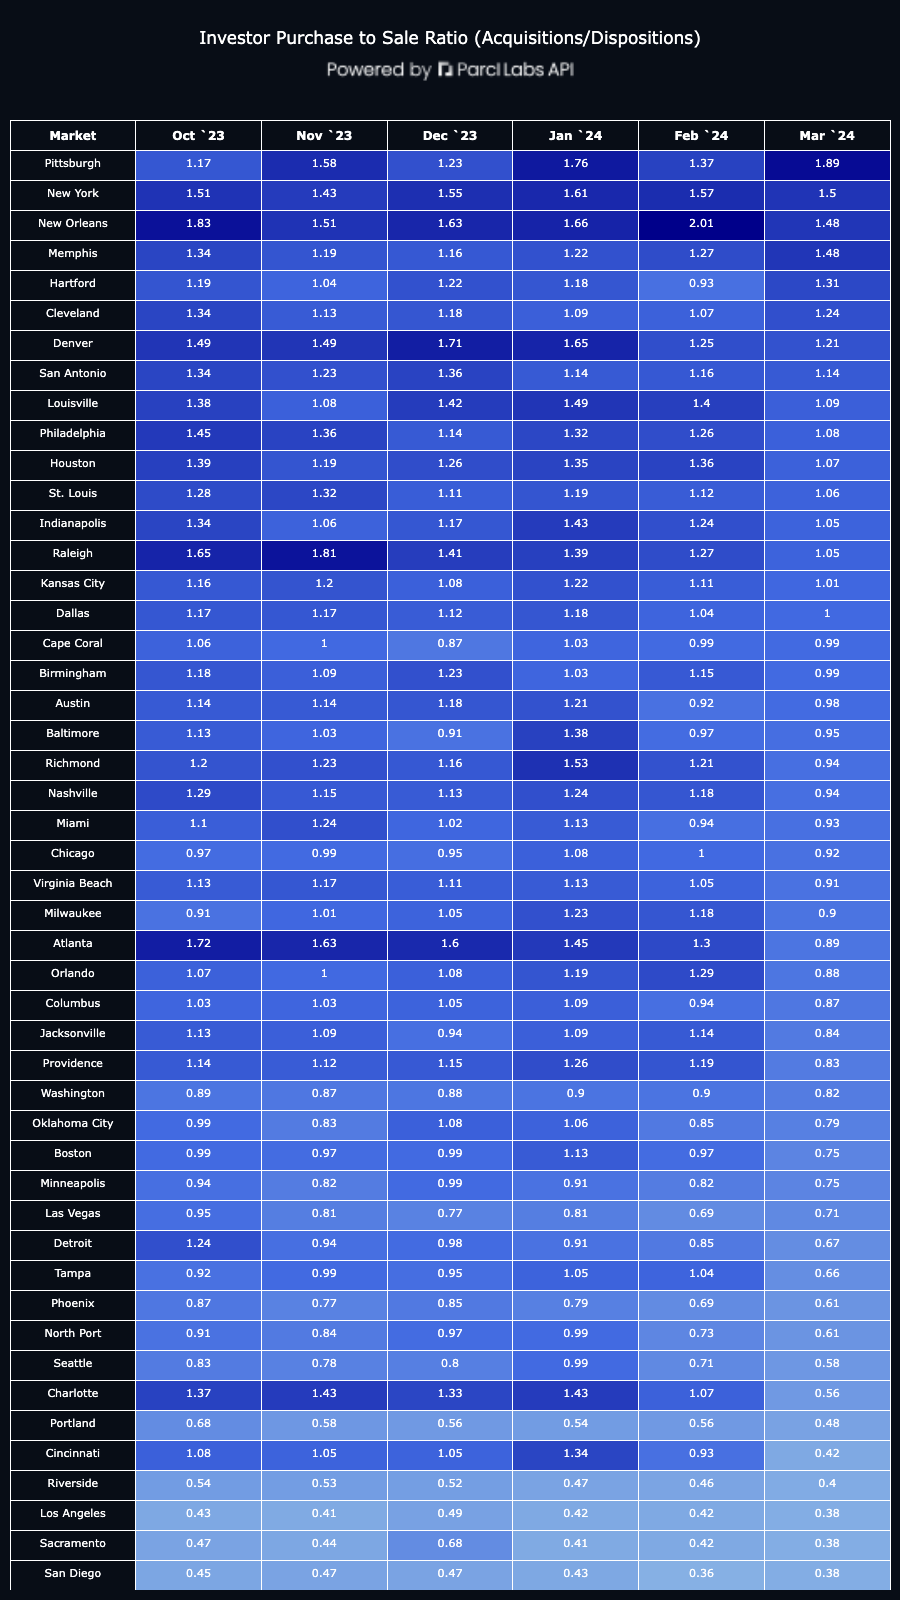 Investor Purchase to Sale Ratio (Acquisitions/Dispositions)
Powered by Parcl Labs API
Market Oct `23 Nov `23 Dec `23 Jan `24 Feb `24 Mar `24
Pittsburgh 1.17 1.58 1.23 1.76 1.37 1.89
New York 1.51 1.43 1.55 1.61 1.57 1.5
New Orleans 1.83 1.51 1.63 1.66 2.01 1.48
Memphis 1.34 1.19 1.16 1.22 1.27 1.48
Hartford 1.19 1.04 1.22 1.18 0.93 1.31
Cleveland 1.34 1.13 1.18 1.09 1.07 1.24
Denver 1.49 1.49 1.71 1.65 1.25 1.21
San Antonio 1.34 1.23 1.36 1.14 1.16 1.14
Louisville 1.38 1.08 1.42 1.49 1.4 1.09
Philadelphia 1.45 1.36 1.14 1.32 1.26 1.08
Houston 1.39 1.19 1.26 1.35 1.36 1.07
St. Louis 1.28 1.32 1.11 1.19 1.12 1.06
Indianapolis 1.34 1.06 1.17 1.43 1.24 1.05
Raleigh 1.65 1.81 1.41 1.39 1.27 1.05
Kansas City 1.16 1.2 1.08 1.22 1.11 1.01
Dallas 1.17 1.17 1.12 1.18 1.04 1
Cape Coral 1.06 1 0.87 1.03 0.99 0.99
Birmingham 1.18 1.09 1.23 1.03 1.15 0.99
Austin 1.14 1.14 1.18 1.21 0.92 0.98
Baltimore 1.13 1.03 0.91 1.38 0.97 0.95
Richmond 1.2 1.23 1.16 1.53 1.21 0.94
Nashville 1.29 1.15 1.13 1.24 1.18 0.94
Miami 1.1 1.24 1.02 1.13 0.94 0.93
Chicago 0.97 0.99 0.95 1.08 1 0.92
Virginia Beach 1.13 1.17 1.11 1.13 1.05 0.91
Milwaukee 0.91 1.01 1.05 1.23 1.18 0.9
Atlanta 1.72 1.63 1.6 1.45 1.3 0.89
Orlando 1.07 1 1.08 1.19 1.29 0.88
Columbus 1.03 1.03 1.05 1.09 0.94 0.87
Jacksonville 1.13 1.09 0.94 1.09 1.14 0.84
Providence 1.14 1.12 1.15 1.26 1.19 0.83
Washington 0.89 0.87 0.88 0.9 0.9 0.82
Oklahoma City 0.99 0.83 1.08 1.06 0.85 0.79
Boston 0.99 0.97 0.99 1.13 0.97 0.75
Minneapolis 0.94 0.82 0.99 0.91 0.82 0.75
Las Vegas 0.95 0.81 0.77 0.81 0.69 0.71
Detroit 1.24 0.94 0.98 0.91 0.85 0.67
Tampa 0.92 0.99 0.95 1.05 1.04 0.66
Phoenix 0.87 0.77 0.85 0.79 0.69 0.61
North Port 0.91 0.84 0.97 0.99 0.73 0.61
Seattle 0.83 0.78 0.8 0.99 0.71 0.58
Charlotte 1.37 1.43 1.33 1.43 1.07 0.56
Portland 0.68 0.58 0.56 0.54 0.56 0.48
Cincinnati 1.08 1.05 1.05 1.34 0.93 0.42
Riverside 0.54 0.53 0.52 0.47 0.46 0.4
Los Angeles 0.43 0.41 0.49 0.42 0.42 0.38
Sacramento 0.47 0.44 0.68 0.41 0.42 0.38
San Diego 0.45 0.47 0.47 0.43 0.36 0.38